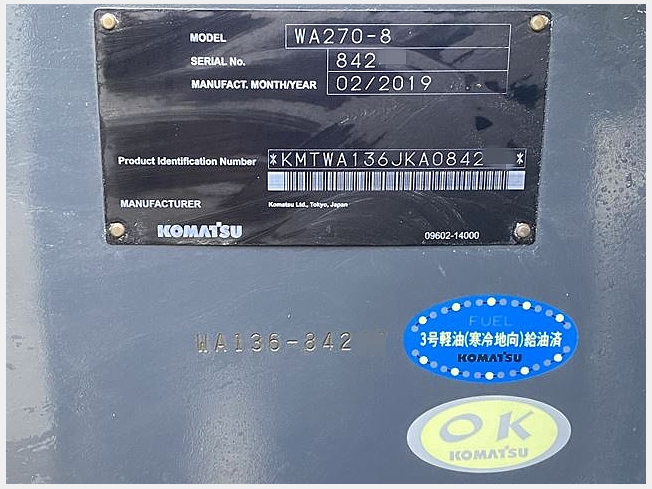 MODEL WA270-8
SERIAL No. 842
MANUFACT. MONTH/YEAR 02/2019
Product Identification Number *KMTWA136JKA0842 *
MANUFACTURER Komatsu Ltd., Tokyo, Japan
KOMATSU 09602-14000
WA136-842
FUEL
3号軽油(寒冷地向)給油済
KOMATSU
OK
KOMATSU